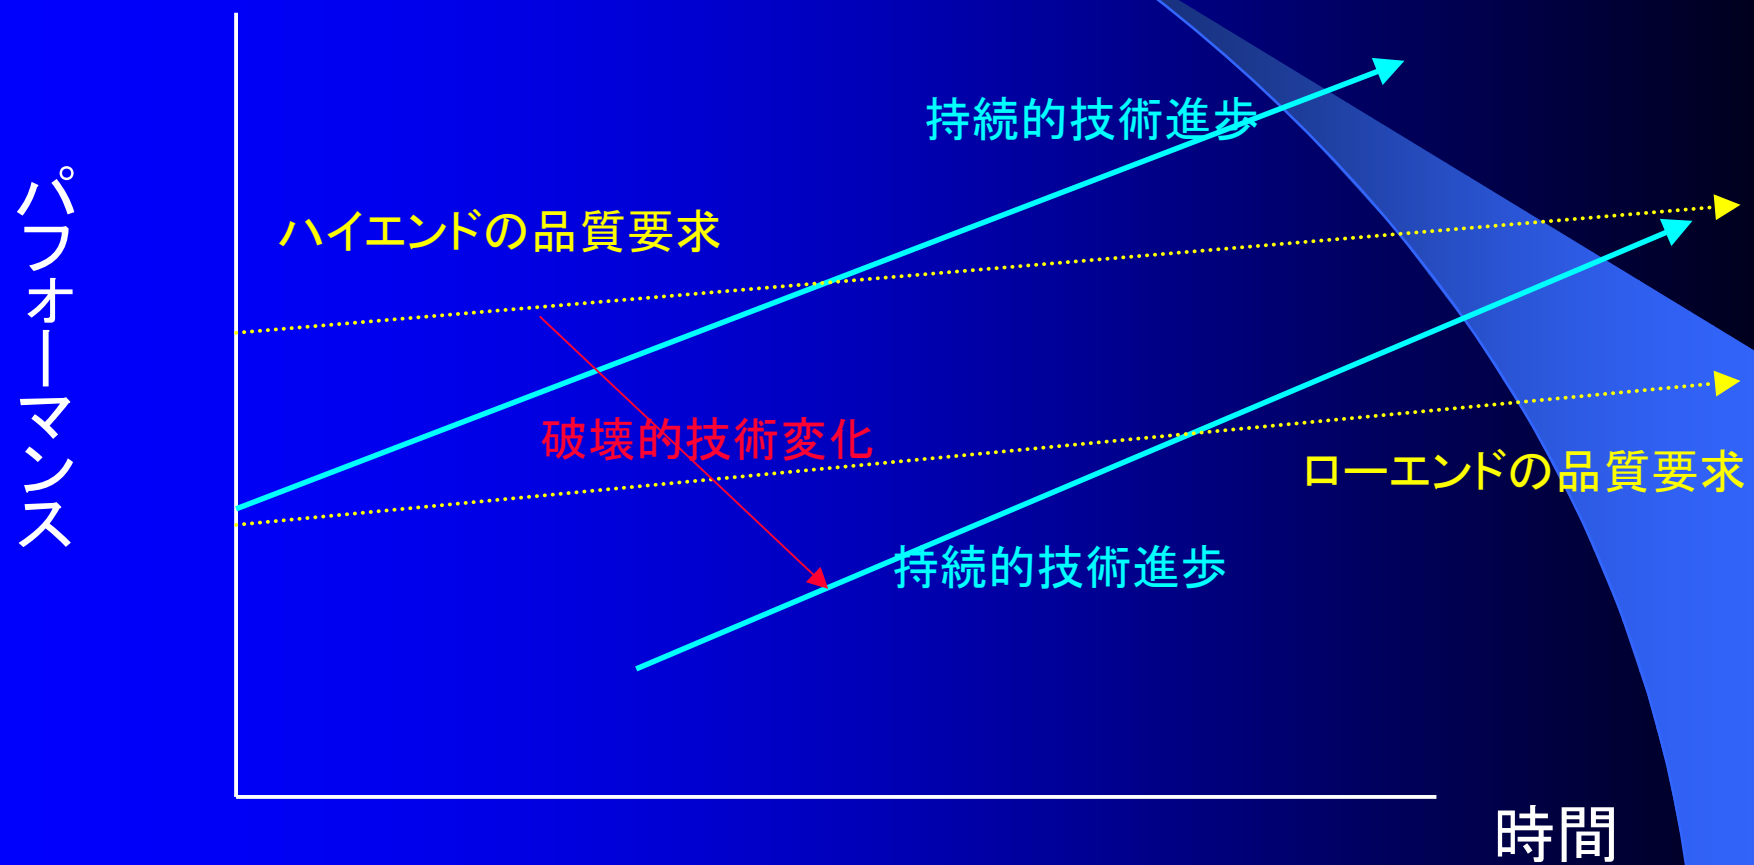 パフォーマンス
持続的技術進歩
ハイエンドの品質要求
破壊的技術変化
ローエンドの品質要求
持続的技術進歩
時間